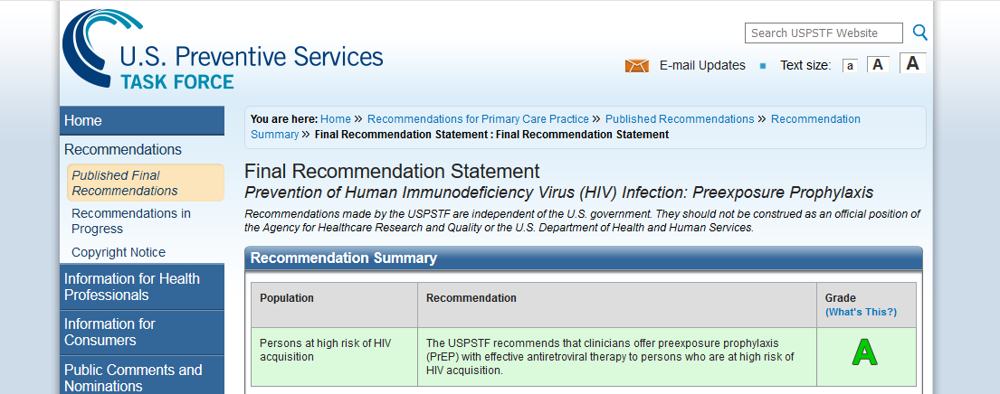 U.S. Preventive Services
TASK FORCE
Search USPSTF Website
E-mail Updates
Text size: a A A
Home
Recommendations
Published Final
Recommendations
Recommendations in
Progress
Copyright Notice
Information for Health
Professionals
Information for
Consumers
Public Comments and
Nominations
You are here: Home » Recommendations for Primary Care Practice » Published Recommendations » Recommendation
Summary » Final Recommendation Statement : Final Recommendation Statement
Final Recommendation Statement
Prevention of Human Immunodeficiency Virus (HIV) Infection: Preexposure Prophylaxis
Recommendations made by the USPSTF are independent of the U.S. government. They should not be construed as an official position of
the Agency for Healthcare Research and Quality or the U.S. Department of Health and Human Services.
Recommendation Summary
Population
Recommendation
Grade
(What's This?)
Persons at high risk of HIV
acquisition
The USPSTF recommends that clinicians offer preexposure prophylaxis
(PrEP) with effective antiretroviral therapy to persons who are at high risk of
HIV acquisition.
A